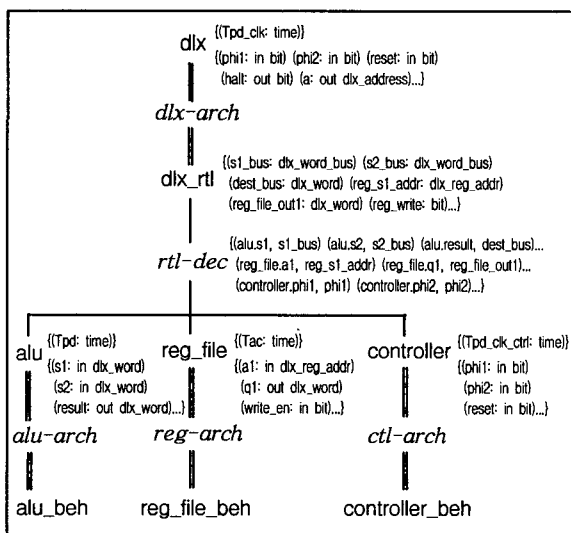 dlx {(Tpd_clk: time)}
{(phi1: in bit) (phi2: in bit) (reset: in bit)
(halt: out bit) (a: out dlx_address)...}
dlx-arch
dlx_rtl {(s1_bus: dlx_word_bus) (s2_bus: dlx_word_bus)
(dest_bus: dlx_word) (reg_s1_addr: dlx_reg_addr)
(reg_file_out1: dlx_word) (reg_write: bit)...}
rtl-dec {(alu.s1, s1_bus) (alu.s2, s2_bus) (alu.result, dest_bus)...
(reg_file.a1, reg_s1_addr) (reg_file.q1, reg_file_out1)...
(controller.phi1, phi1) (controller.phi2, phi2)...}
alu {(Tpd: time)}
{(s1: in dlx_word)
(s2: in dlx_word)
(result: out dlx_word)...}
reg_file {(Tac: time)}
{(a1: in dlx_reg_addr)
(q1: out dlx_word)
(write_en: in bit)...}
controller {(Tpd_clk_ctrl: time)}
{(phi1: in bit)
(phi2: in bit)
(reset: in bit)...}
alu-arch reg-arch ctl-arch
alu_beh reg_file_beh controller_beh